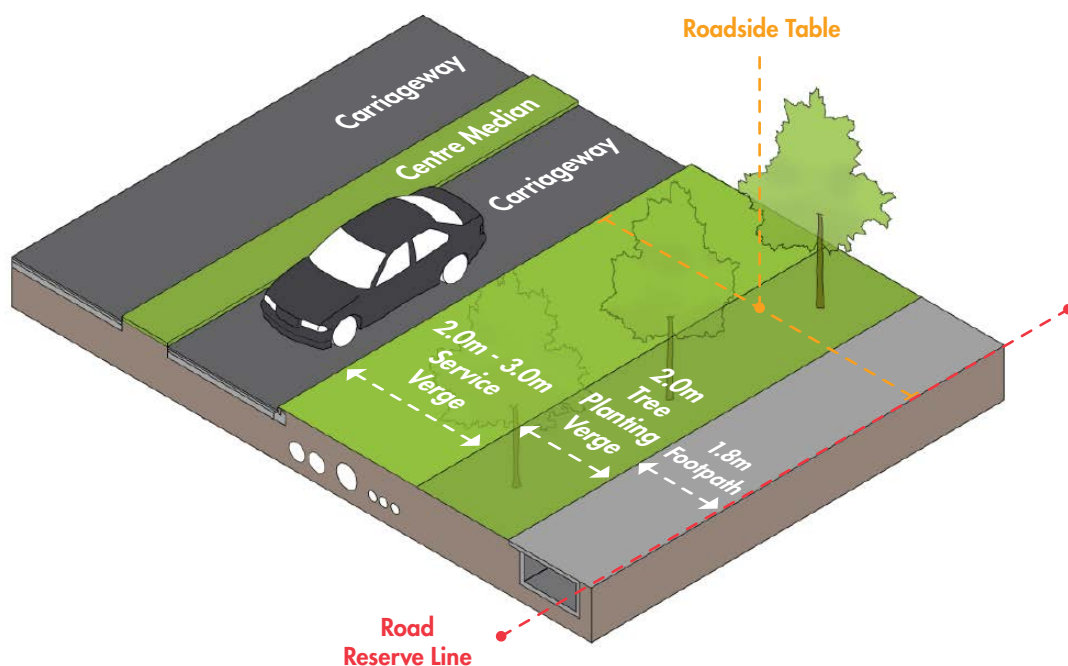 Roadside Table
Carriageway
Centre Median
Carriageway
2.0m - 3.0m
Service
Verge
2.0m
Tree
Planting
Verge
1.8m
Footpath
Road
Reserve Line